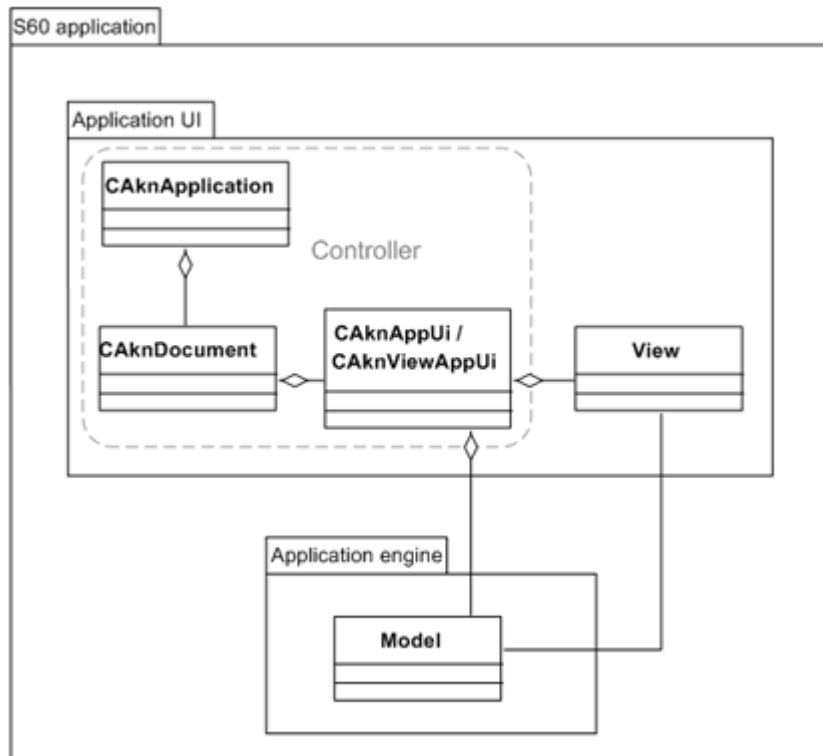 S60 application
Application UI
CAknApplication
Controller
CAknDocument
CAknAppUi /
CAknViewAppUi
View
Application engine
Model